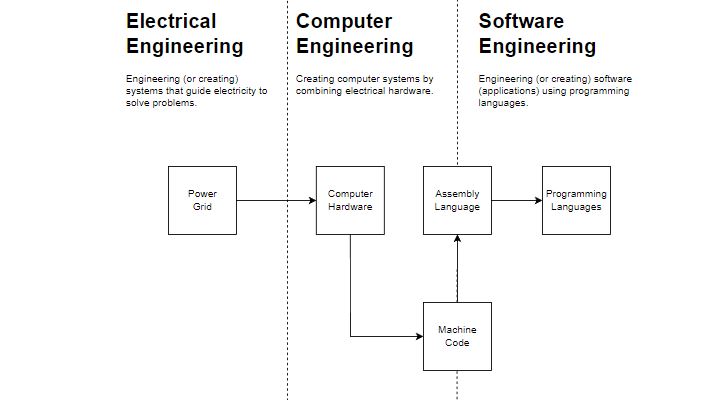 Electrical
Engineering
Engineering (or creating)
systems that guide electricity to
solve problems.
Computer
Engineering
Creating computer systems by
combining electrical hardware.
Software
Engineering
Engineering (or creating) software
(applications) using programming
languages.
Power
Grid
Computer
Hardware
Assembly
Language
Programming
Languages
Machine
Code